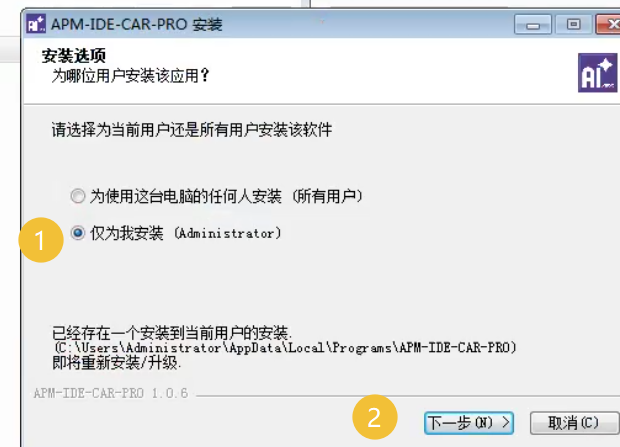 APM-IDE-CAR-PRO 安装
安装选项
为哪位用户安装该应用？
AI
请选择为当前用户还是所有用户安装该软件
为使用这台电脑的任何人安装 (所有用户)
1
仅为我安装 (Administrator)
已经存在一个安装到当前用户的安装.
(C:\Users\Administrator\AppData\Local\Programs\APM-IDE-CAR-PRO)
即将重新安装/升级.
APM-IDE-CAR-PRO 1.0.6
2
下一步(N) >
取消(C)